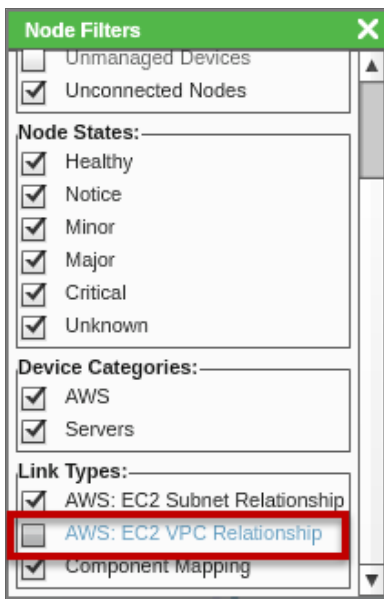 Node Filters
Unmanaged Devices
Unconnected Nodes
Node States:
Healthy
Notice
Minor
Major
Critical
Unknown
Device Categories:
AWS
Servers
Link Types:
AWS: EC2 Subnet Relationship
AWS: EC2 VPC Relationship
Component Mapping